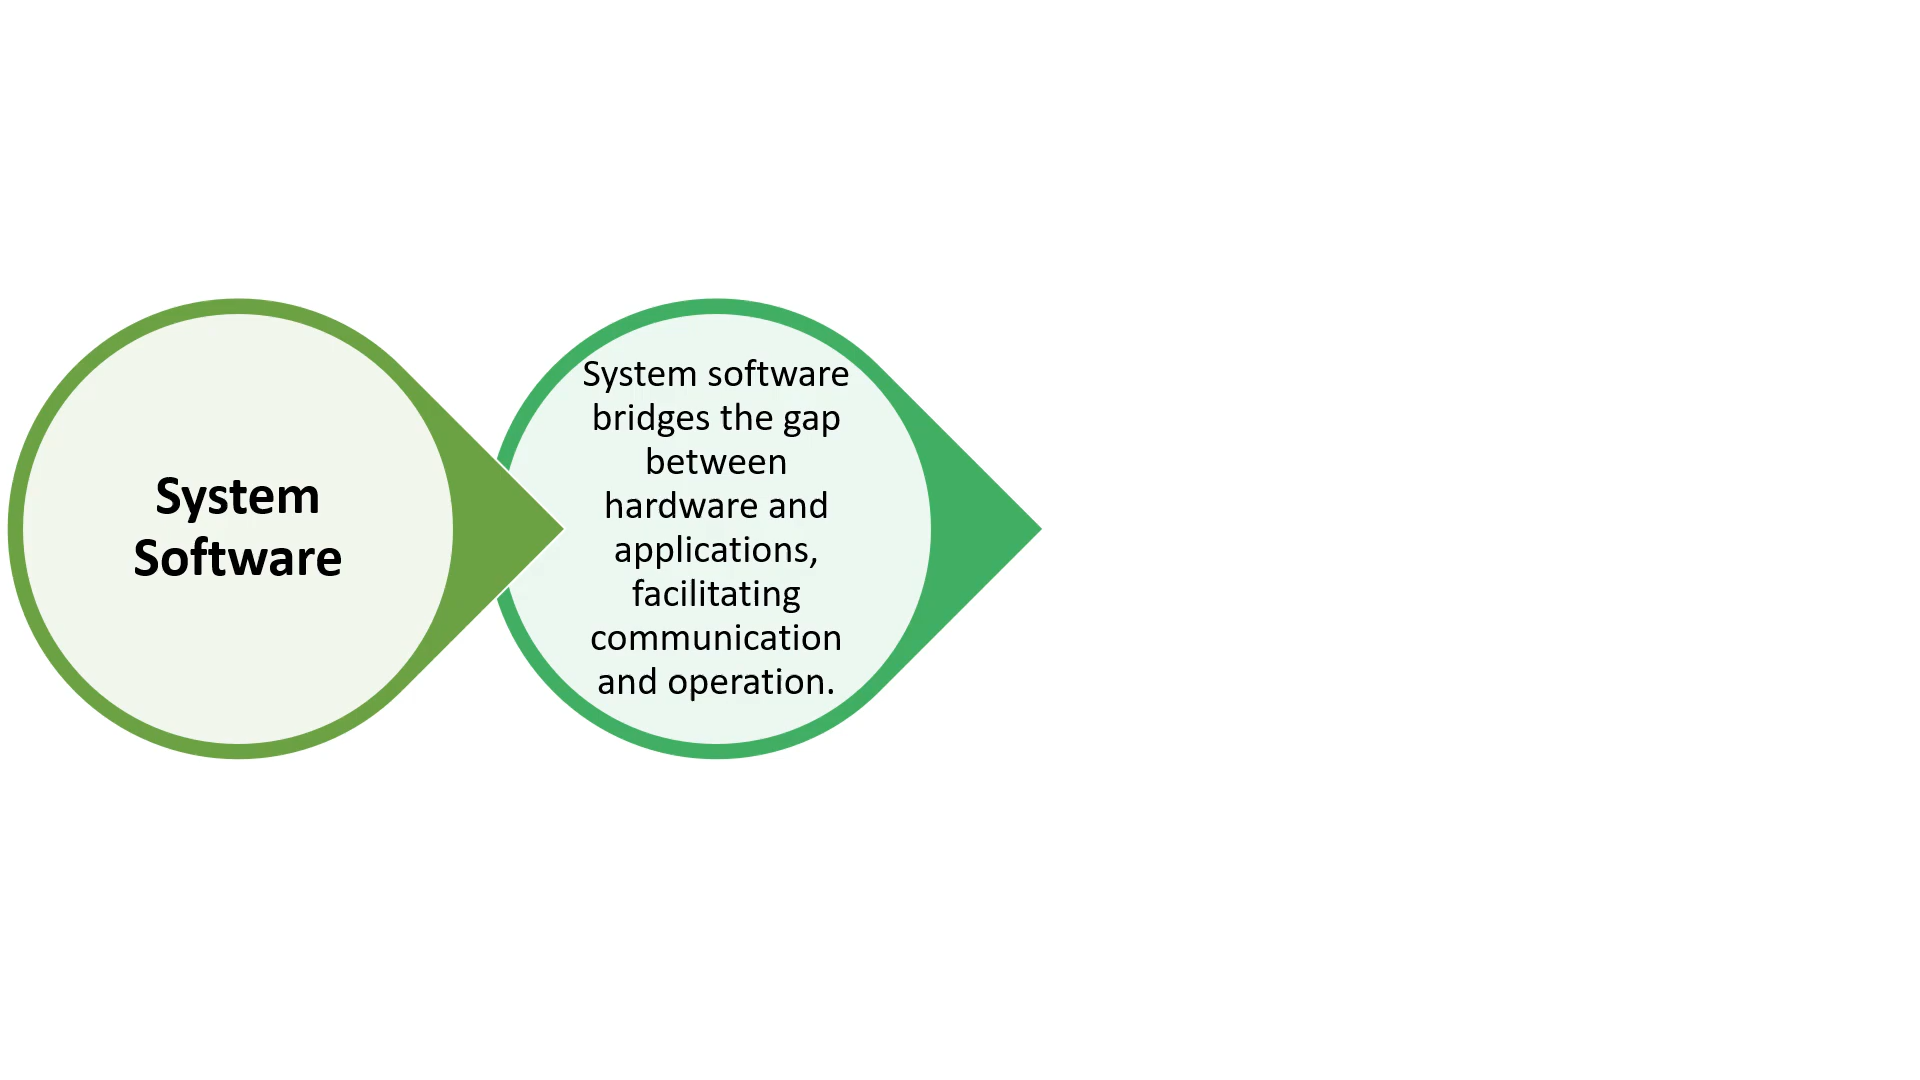 System
Software
System software
bridges the gap
between
hardware and
applications,
facilitating
communication
and operation.